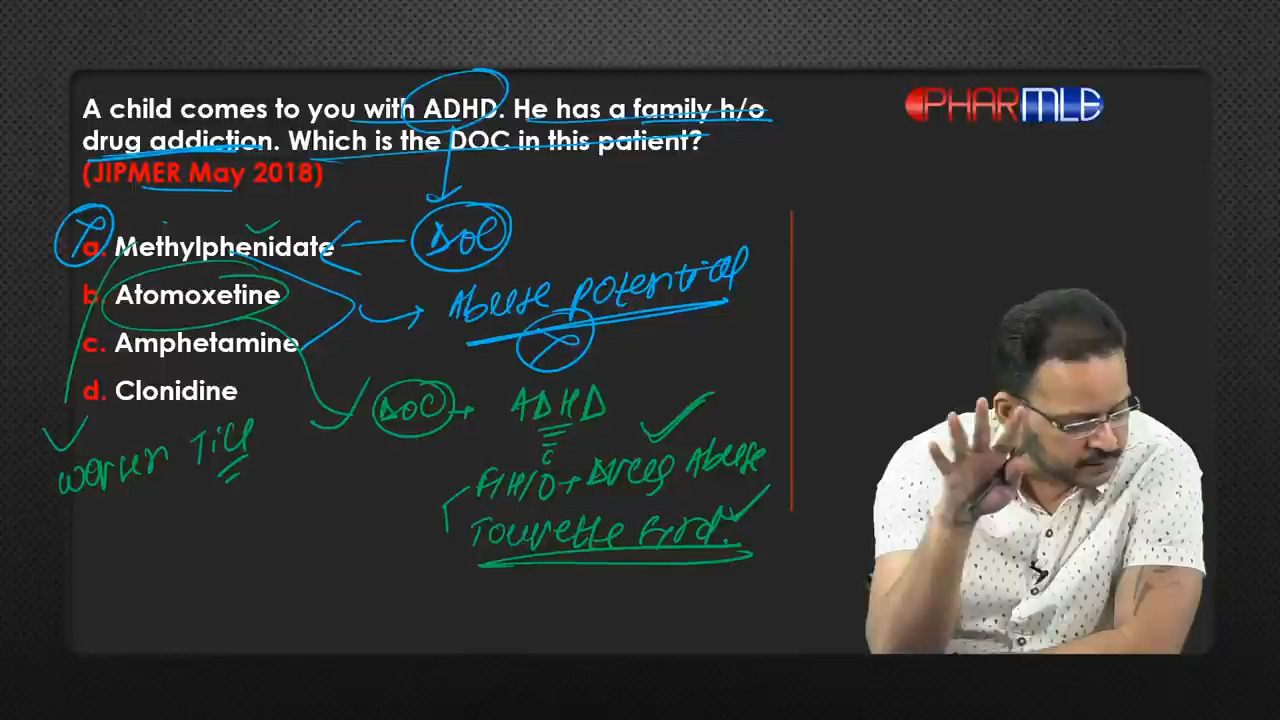 PHARMLE
A child comes to you with ADHD. He has a family h/o
drug addiction. Which is the DOC in this patient?
(JIPMER May 2018)
a. Methylphenidate
b. Atomoxetine
c. Amphetamine
d. Clonidine
DOC
Abuse potential
DOC → ADHD
c̄
F/H/O → Drug Abuse
Tourette
worsen Tics